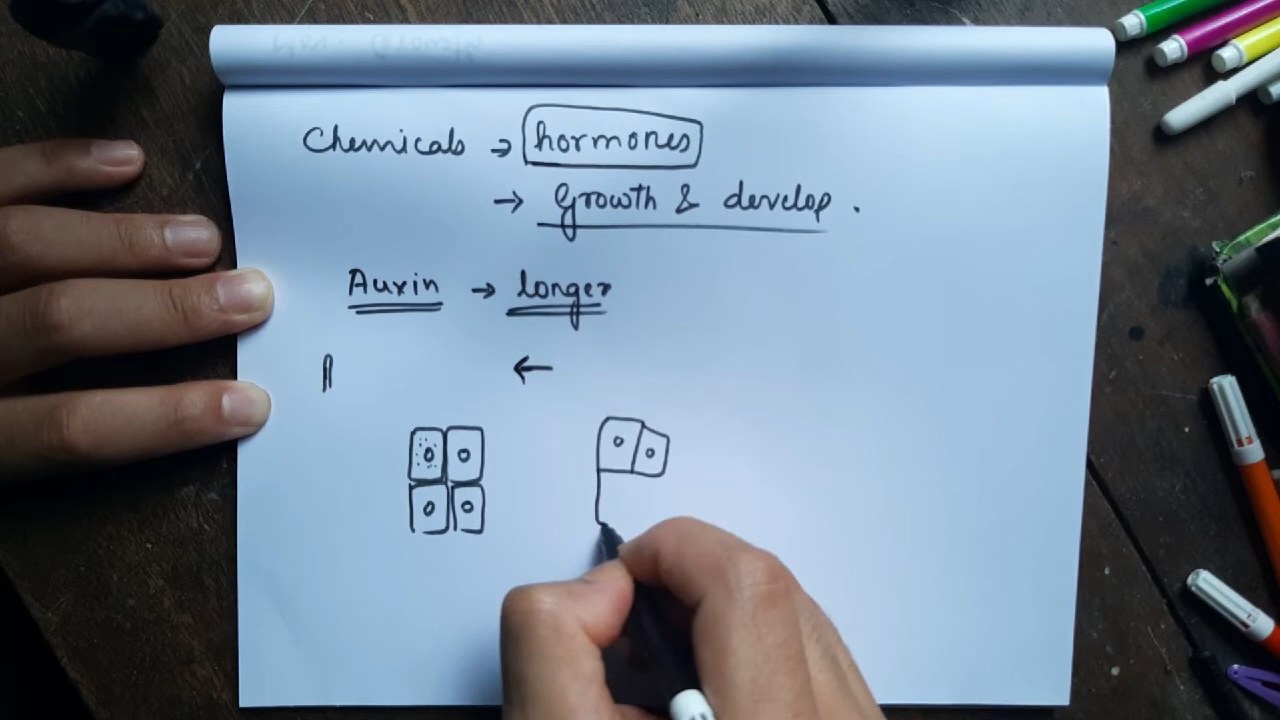 Chemicals → hormones
→ Growth & develop.
Auxin → longer
←